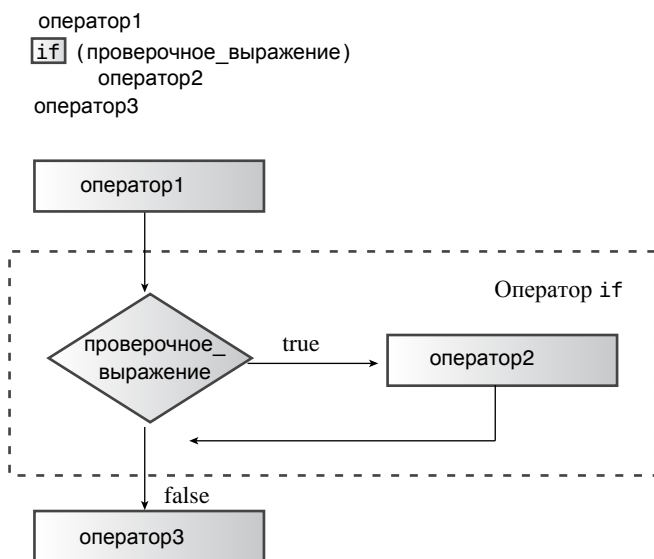 оператор1
if (проверочное_выражение)
оператор2
оператор3
оператор1
Оператор if
проверочное_
выражение
true
оператор2
false
оператор3